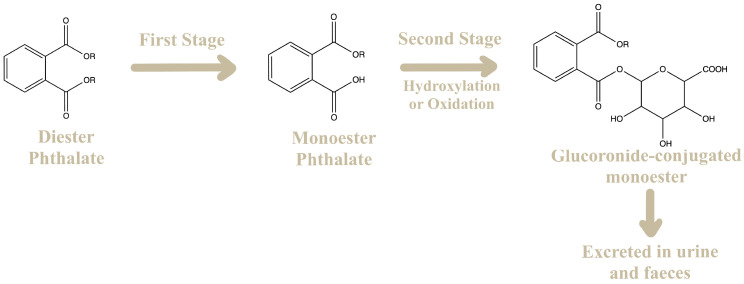 O
OR
OR
O
Diester
Phthalate
First Stage
O
OR
OH
O
Monoester
Phthalate
Second Stage
Hydroxylation
or Oxidation
O
OR
O
O
O
COOH
HO
OH
OH
Glucoronide-conjugated
monoester
Excreted in urine
and faeces